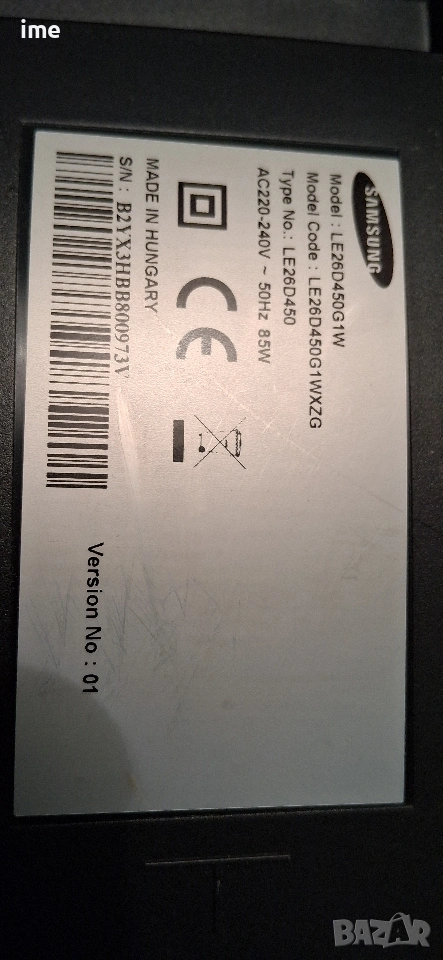 ime
SAMSUNG
Model : LE26D450G1W
Model Code : LE26D450G1WXZG
Type No.: LE26D450
AC220-240V ~ 50Hz 85W
MADE IN HUNGARY
S/N : B2YX3HBB800973V
Version No : 01
BAZAR